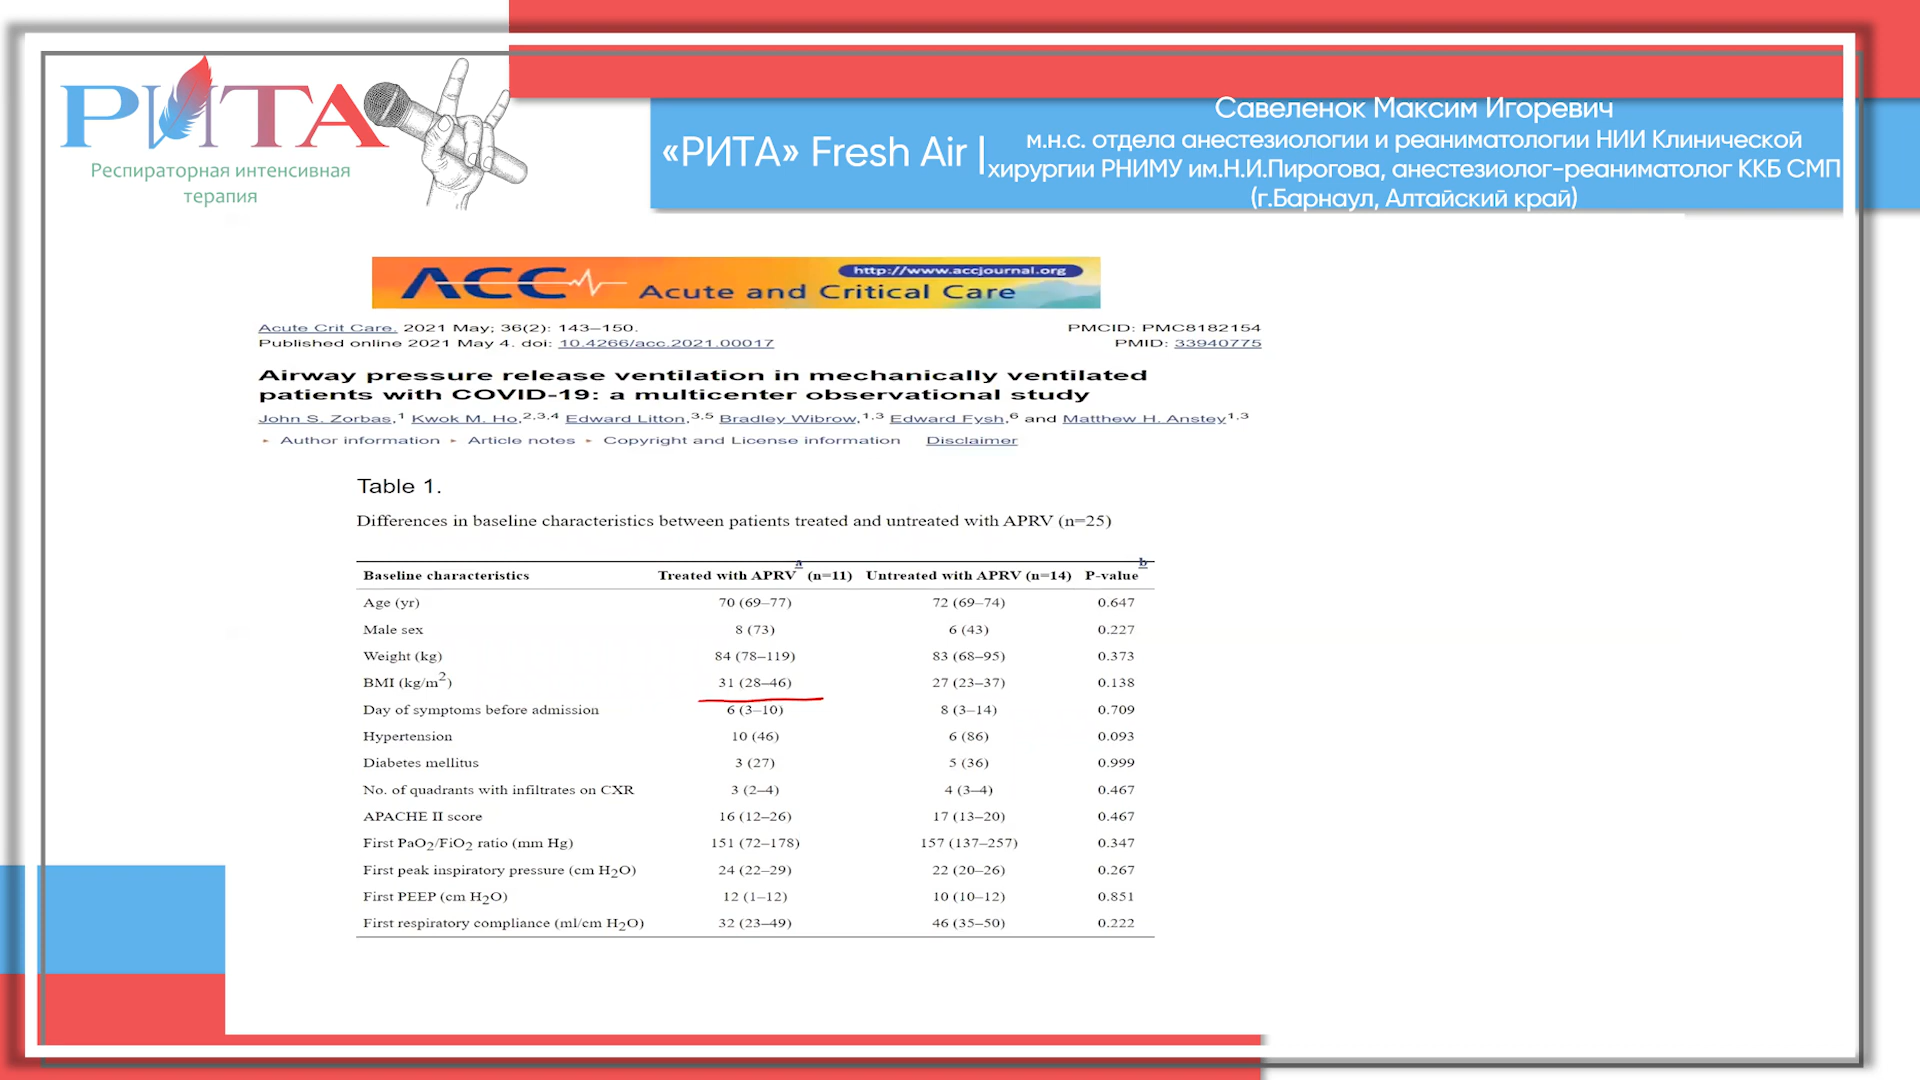 РИТА
Респираторная интенсивная
терапия
«РИТА» Fresh Air |
Савеленок Максим Игоревич
м.н.с. отдела анестезиологии и реаниматологии НИИ Клинической
хирургии РНИМУ им.Н.И.Пирогова, анестезиолог-реаниматолог ККБ СМП
(г.Барнаул, Алтайский край)
ACC
http://www.accjournal.org
Acute and Critical Care
Acute Crit Care. 2021 May; 36(2): 143–150. PMCID: PMC8182154
Published online 2021 May 4. doi: 10.4266/acc.2021.00017 PMID: 33940775
Airway pressure release ventilation in mechanically ventilated
patients with COVID-19: a multicenter observational study
John S. Zorbas,1 Kwok M. Ho,2,3,4 Edward Litton,3,5 Bradley Wibrow,1,3 Edward Fysh,6 and Matthew H. Anstey1,3
▸ Author information ▸ Article notes ▸ Copyright and License information Disclaimer
Table 1.
Differences in baseline characteristics between patients treated and untreated with APRV (n=25)
Baseline characteristics Treated with APRVa (n=11) Untreated with APRV (n=14) P-valueb
Age (yr) 70 (69–77) 72 (69–74) 0.647
Male sex 8 (73) 6 (43) 0.227
Weight (kg) 84 (78–119) 83 (68–95) 0.373
BMI (kg/m2) 31 (28–46) 27 (23–37) 0.138
Day of symptoms before admission 6 (3–10) 8 (3–14) 0.709
Hypertension 10 (46) 6 (86) 0.093
Diabetes mellitus 3 (27) 5 (36) 0.999
No. of quadrants with infiltrates on CXR 3 (2–4) 4 (3–4) 0.467
APACHE II score 16 (12–26) 17 (13–20) 0.467
First PaO2/FiO2 ratio (mm Hg) 151 (72–178) 157 (137–257) 0.347
First peak inspiratory pressure (cm H2O) 24 (22–29) 22 (20–26) 0.267
First PEEP (cm H2O) 12 (1–12) 10 (10–12) 0.851
First respiratory compliance (ml/cm H2O) 32 (23–49) 46 (35–50) 0.222